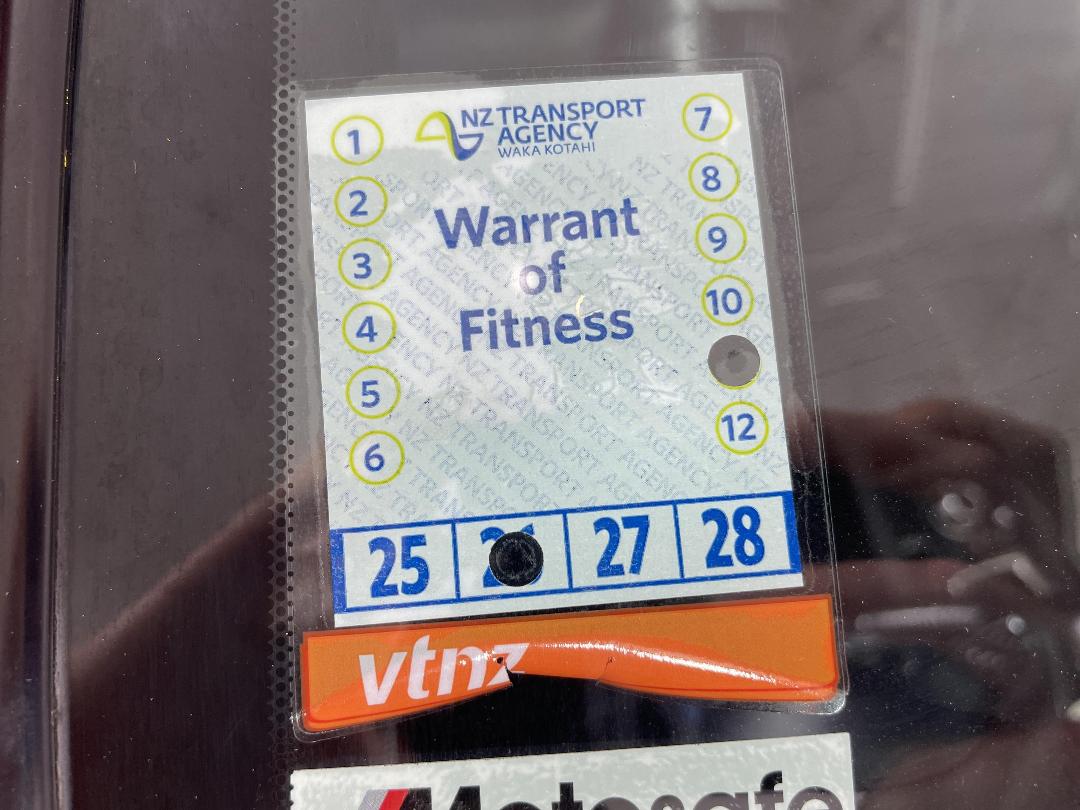 NZ TRANSPORT
AGENCY
WAKA KOTAHI
1
2
3
4
5
6
7
8
9
10
12
Warrant
of
Fitness
25 27 28
vtnz